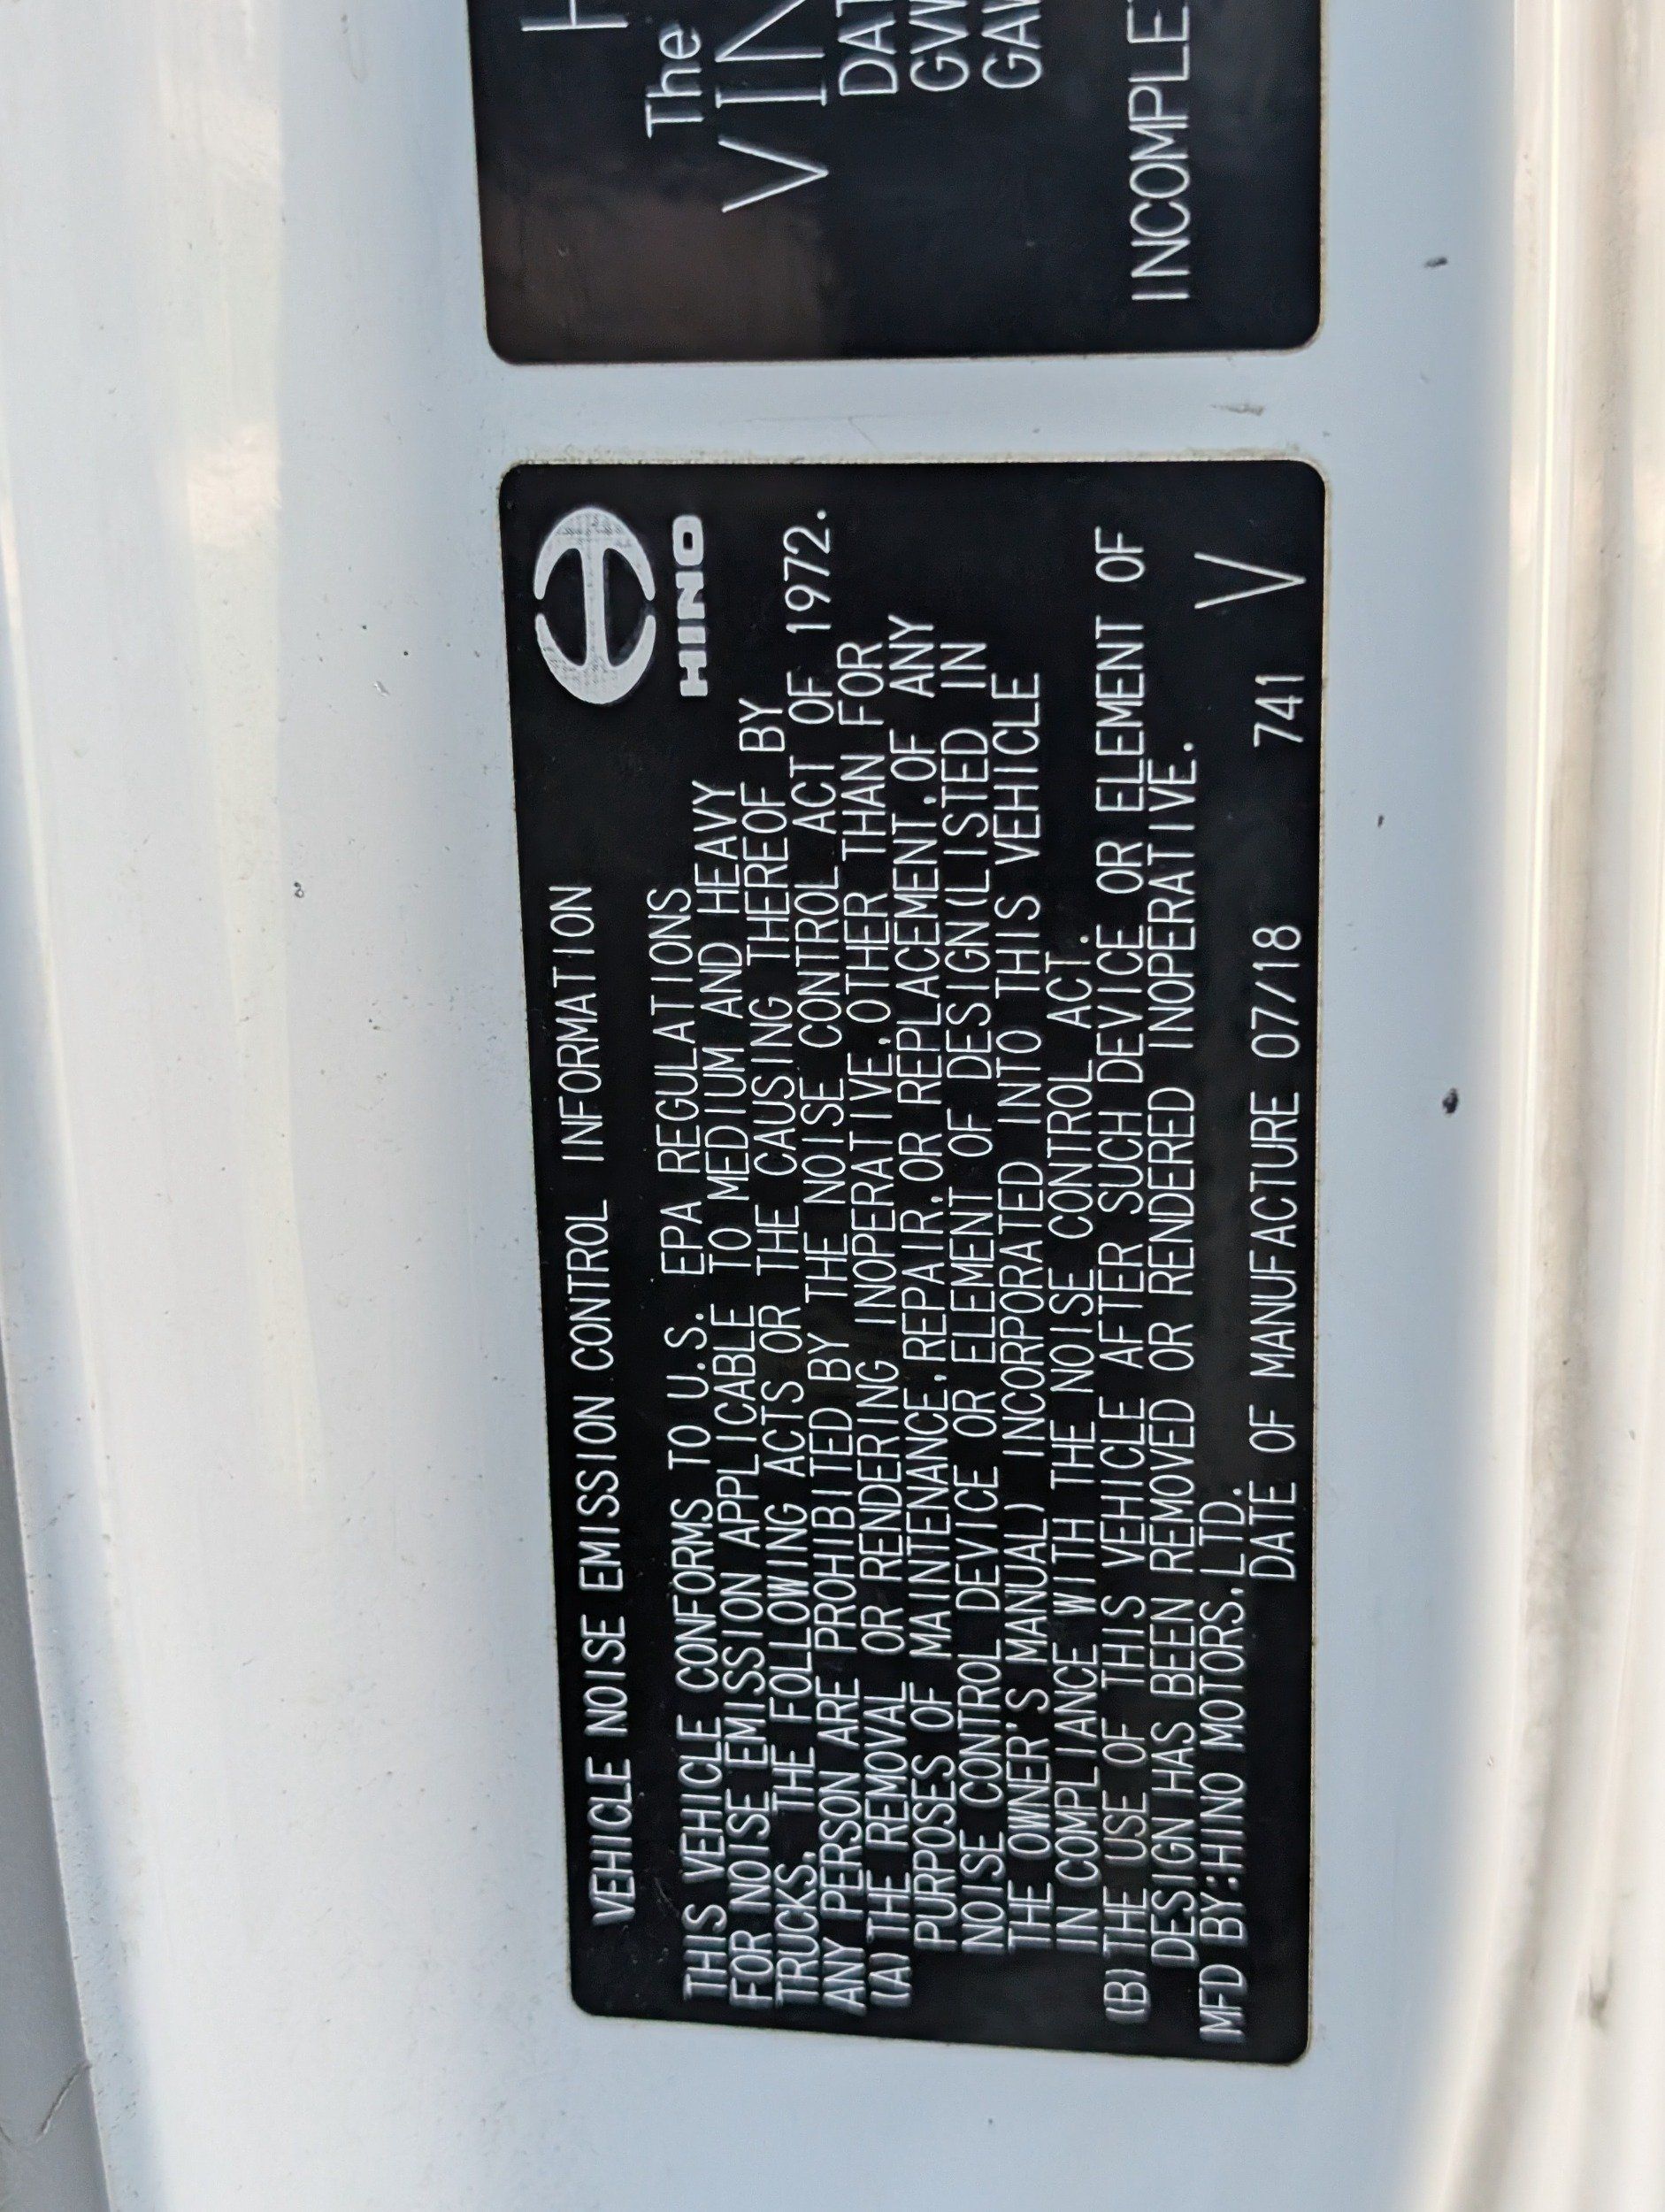 VEHICLE NOISE EMISSION CONTROL INFORMATION
HINO
THIS VEHICLE CONFORMS TO U.S. EPA REGULATIONS
FOR NOISE EMISSION APPLICABLE TO MEDIUM AND HEAVY
TRUCKS. THE FOLLOWING ACTS OR THE CAUSING THEREOF BY
ANY PERSON ARE PROHIBITED BY THE NOISE CONTROL ACT OF 1972.
(A) THE REMOVAL OR RENDERING INOPERATIVE, OTHER THAN FOR
PURPOSES OF MAINTENANCE, REPAIR, OR REPLACEMENT, OF ANY
NOISE CONTROL DEVICE OR ELEMENT OF DESIGN(LISTED IN
THE OWNER'S MANUAL) INCORPORATED INTO THIS VEHICLE
IN COMPLIANCE WITH THE NOISE CONTROL ACT.
(B) THE USE OF THIS VEHICLE AFTER SUCH DEVICE OR ELEMENT OF
DESIGN HAS BEEN REMOVED OR RENDERED INOPERATIVE.
MFD BY:HINO MOTORS, LTD.
DATE OF MANUFACTURE 07/18 741 V
H
The
VIN
DAT
GVW
GAW
INCOMPLE